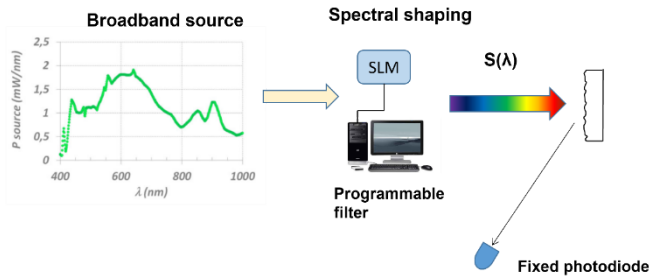 Broadband source
Spectral shaping
2,5
2
1,5
1
0,5
0
P source (mW/nm)
400
600
800
1000
λ (nm)
SLM
Programmable
filter
S(λ)
Fixed photodiode